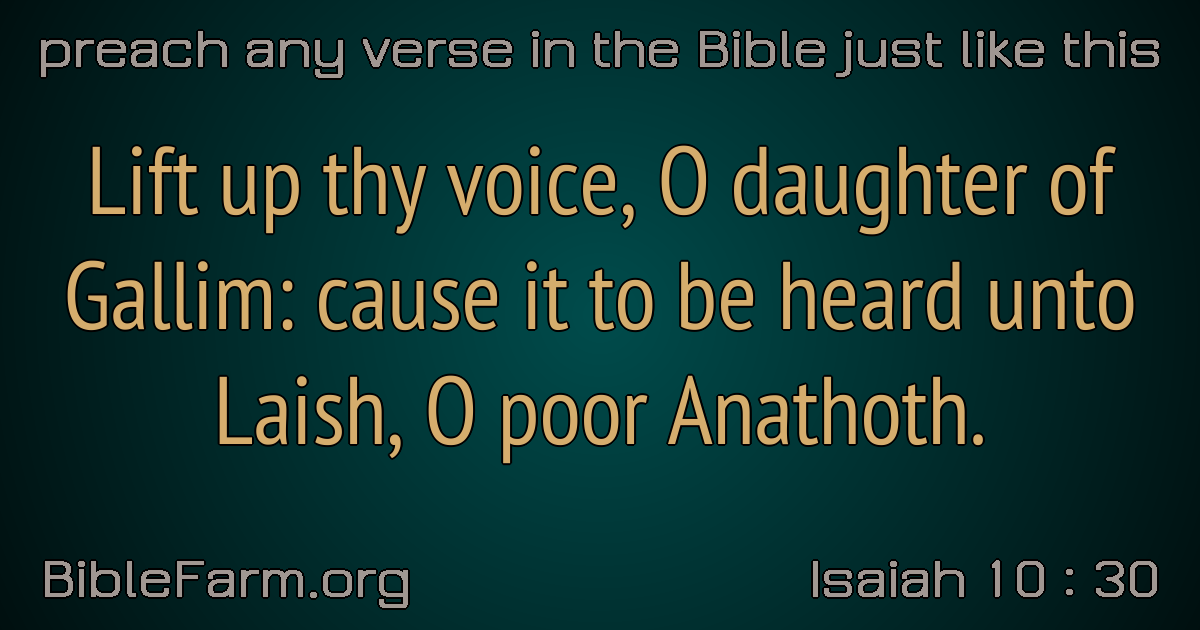 preach any verse in the Bible just like this
Lift up thy voice, O daughter of
Gallim: cause it to be heard unto
Laish, O poor Anathoth.
BibleFarm.org
Isaiah 10 : 30